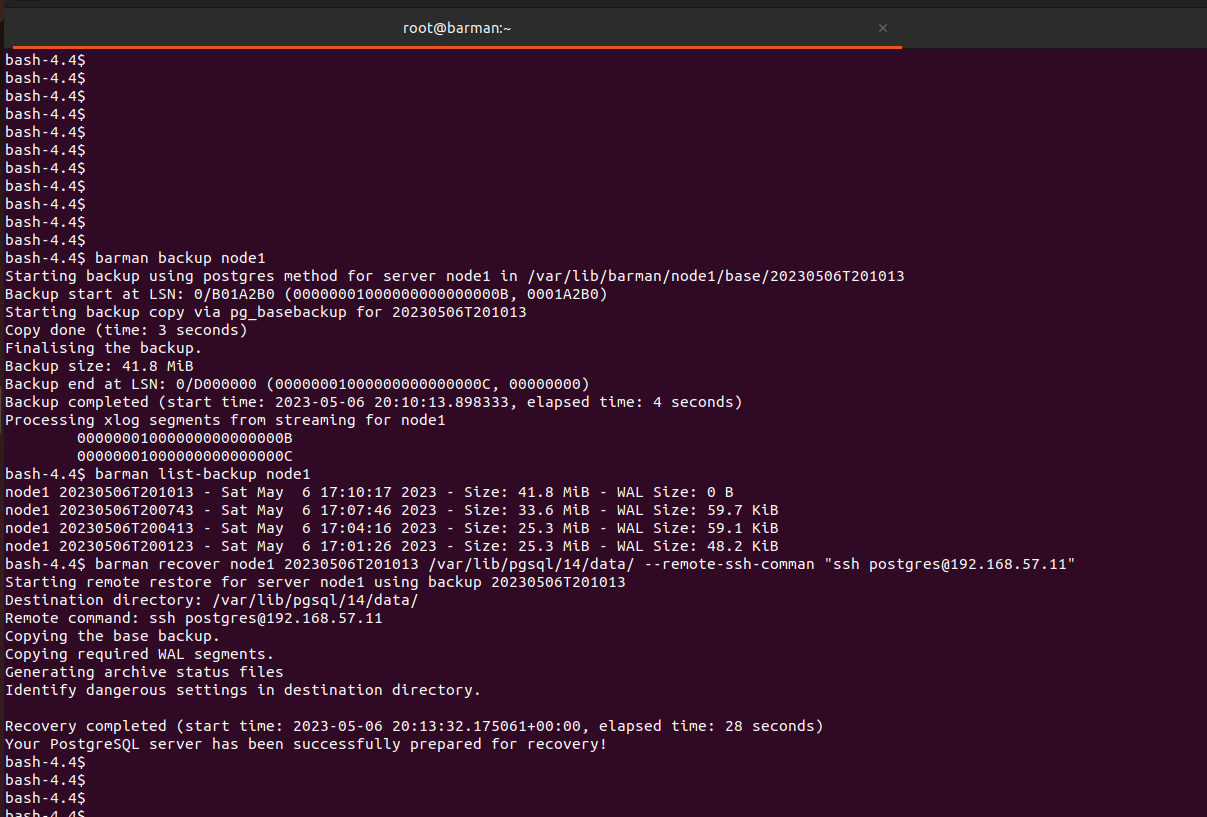 root@barman:~
×
bash-4.4$
bash-4.4$
bash-4.4$
bash-4.4$
bash-4.4$
bash-4.4$
bash-4.4$
bash-4.4$
bash-4.4$
bash-4.4$
bash-4.4$
bash-4.4$ barman backup node1
Starting backup using postgres method for server node1 in /var/lib/barman/node1/base/20230506T201013
Backup start at LSN: 0/B01A2B0 (00000001000000000000000B, 0001A2B0)
Starting backup copy via pg_basebackup for 20230506T201013
Copy done (time: 3 seconds)
Finalising the backup.
Backup size: 41.8 MiB
Backup end at LSN: 0/D000000 (00000001000000000000000C, 00000000)
Backup completed (start time: 2023-05-06 20:10:13.898333, elapsed time: 4 seconds)
Processing xlog segments from streaming for node1
        00000001000000000000000B
        00000001000000000000000C
bash-4.4$ barman list-backup node1
node1 20230506T201013 - Sat May  6 17:10:17 2023 - Size: 41.8 MiB - WAL Size: 0 B
node1 20230506T200743 - Sat May  6 17:07:46 2023 - Size: 33.6 MiB - WAL Size: 59.7 KiB
node1 20230506T200413 - Sat May  6 17:04:16 2023 - Size: 25.3 MiB - WAL Size: 59.1 KiB
node1 20230506T200123 - Sat May  6 17:01:26 2023 - Size: 25.3 MiB - WAL Size: 48.2 KiB
bash-4.4$ barman recover node1 20230506T201013 /var/lib/pgsql/14/data/ --remote-ssh-comman "ssh postgres@192.168.57.11"
Starting remote restore for server node1 using backup 20230506T201013
Destination directory: /var/lib/pgsql/14/data/
Remote command: ssh postgres@192.168.57.11
Copying the base backup.
Copying required WAL segments.
Generating archive status files
Identify dangerous settings in destination directory.

Recovery completed (start time: 2023-05-06 20:13:32.175061+00:00, elapsed time: 28 seconds)
Your PostgreSQL server has been successfully prepared for recovery!
bash-4.4$
bash-4.4$
bash-4.4$
bash-4.4$